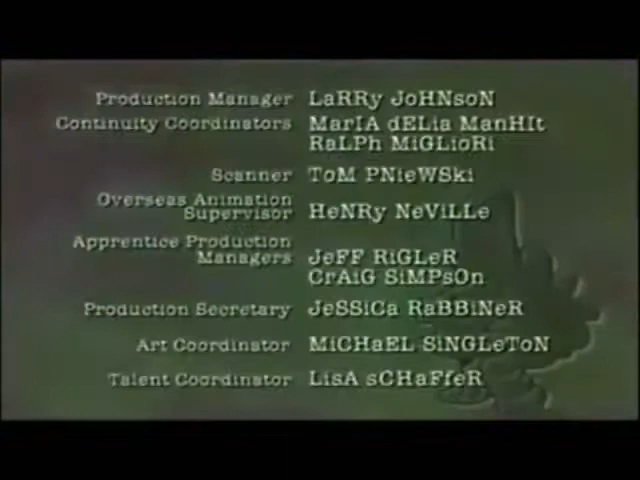 Production Manager LaRRy JoHNsoN
Continuity Coordinators MarIA dELia ManHIt
RaLPh MiGLioRi
Scanner ToM PNieWSki
Overseas Animation
Supervisor HeNRy NeViLLe
Apprentice Production
Managers JeFF RiGLeR
CrAiG SiMPsOn
Production Secretary JeSSiCa RaBBiNeR
Art Coordinator MiCHaEL SiNGLeToN
Talent Coordinator LisA sCHaFfeR